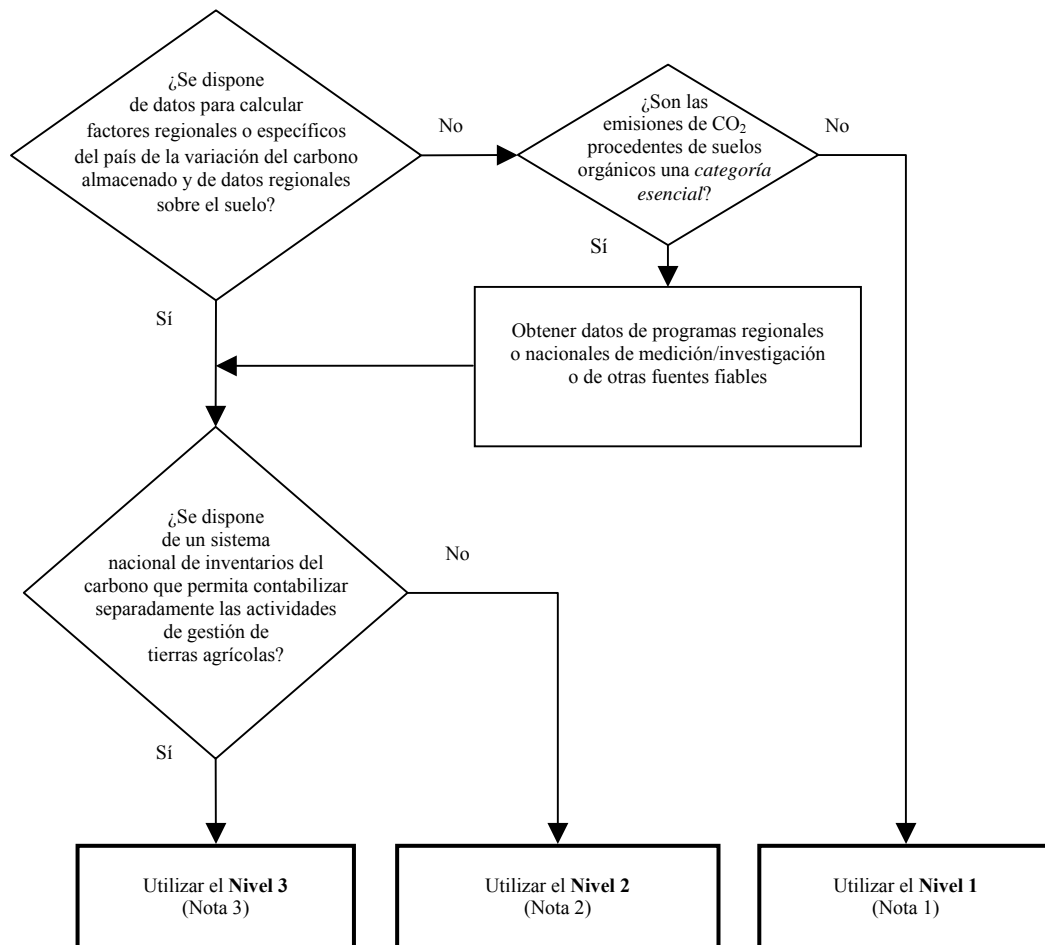 ¿Se dispone
de datos para calcular
factores regionales o específicos
del país de la variación del carbono
almacenado y de datos regionales
sobre el suelo?
No
¿Son las
emisiones de CO₂
procedentes de suelos
orgánicos una categoría
esencial?
No
Sí
Sí
Obtener datos de programas regionales
o nacionales de medición/investigación
o de otras fuentes fiables
¿Se dispone
de un sistema
nacional de inventarios del
carbono que permita contabilizar
separadamente las actividades
de gestión de
tierras agrícolas?
No
Sí
Utilizar el Nivel 3
(Nota 3)
Utilizar el Nivel 2
(Nota 2)
Utilizar el Nivel 1
(Nota 1)